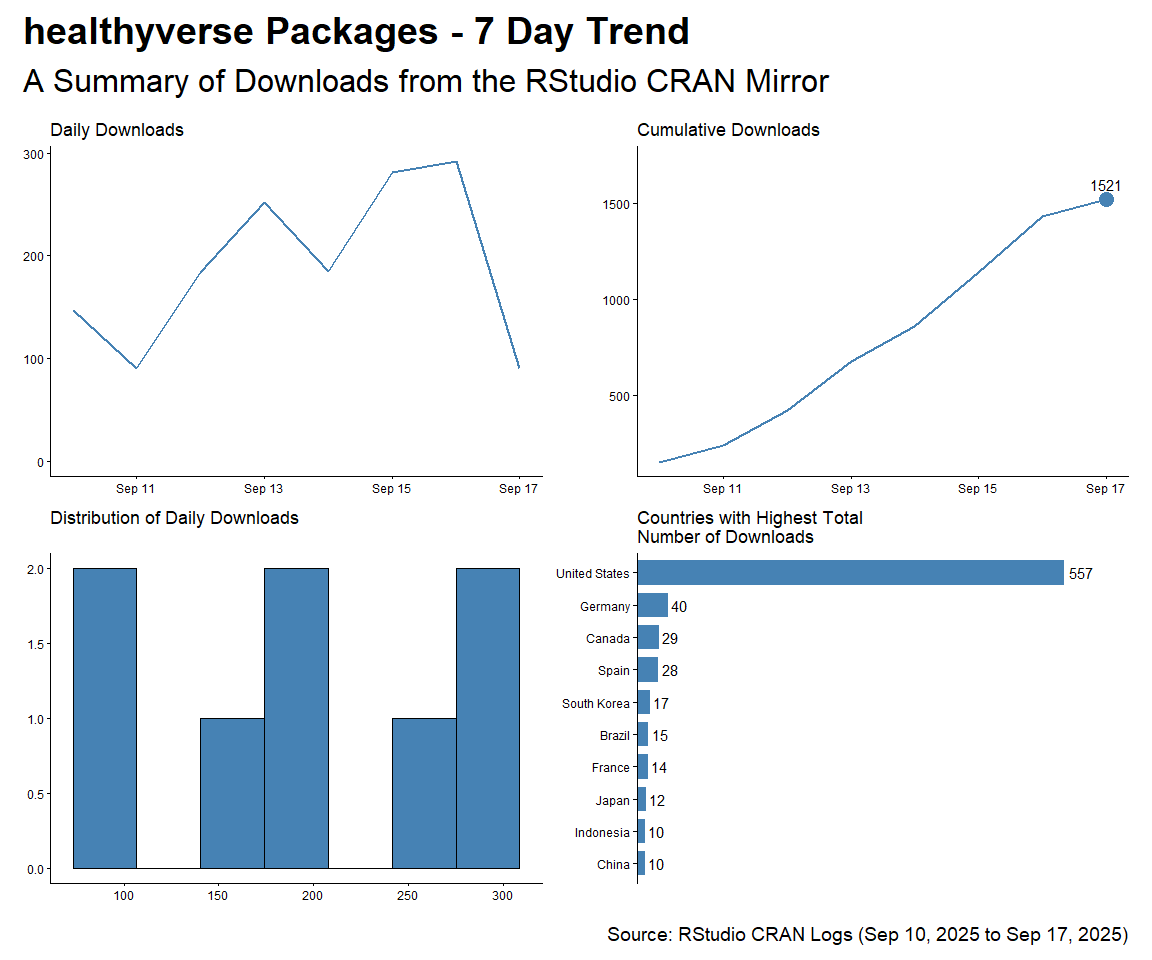 healthyverse Packages - 7 Day Trend
A Summary of Downloads from the RStudio CRAN Mirror
Daily Downloads
300
200
100
0
Sep 11 Sep 13 Sep 15 Sep 17
Cumulative Downloads
1521
1500
1000
500
Sep 11 Sep 13 Sep 15 Sep 17
Distribution of Daily Downloads
2.0
1.5
1.0
0.5
0.0
100 150 200 250 300
Countries with Highest Total
Number of Downloads
United States 557
Germany 40
Canada 29
Spain 28
South Korea 17
Brazil 15
France 14
Japan 12
Indonesia 10
China 10
Source: RStudio CRAN Logs (Sep 10, 2025 to Sep 17, 2025)